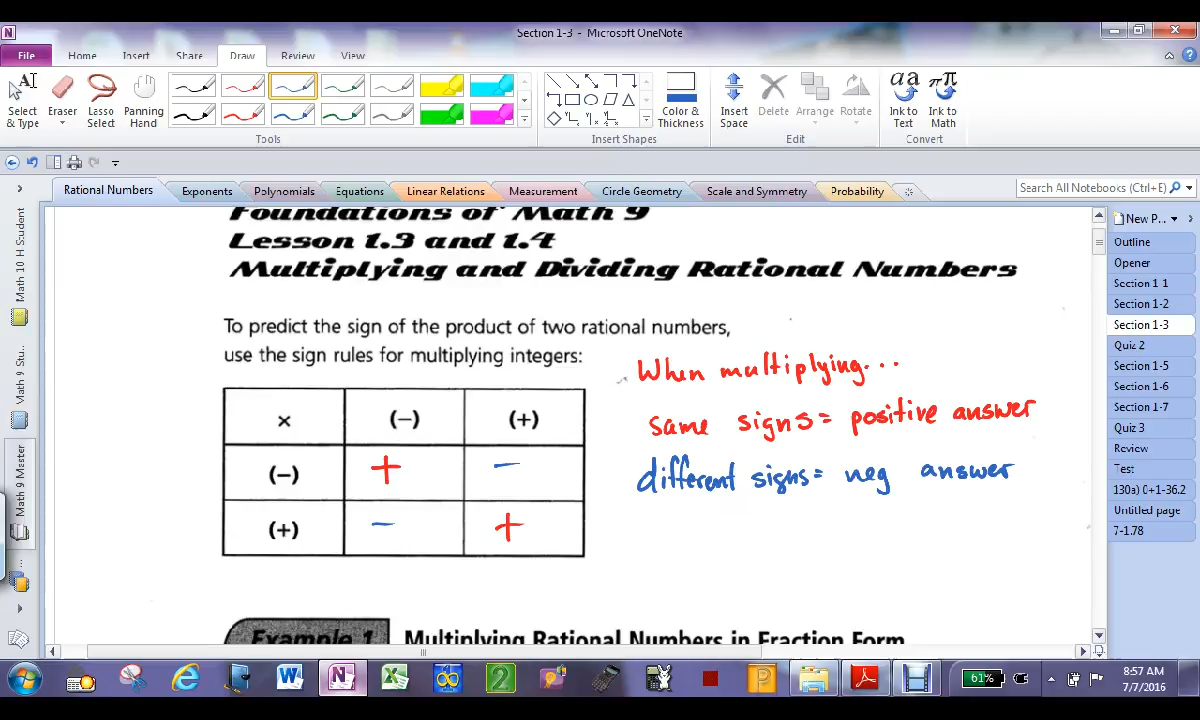 Section 1-3 - Microsoft OneNote
File Home Insert Share Draw Review View
Select & Type
Eraser
Lasso Select
Panning Hand
Color & Thickness
Insert Space
Delete
Arrange
Rotate
Ink to Text
Ink to Math
Tools Insert Shapes Edit Convert
Rational Numbers Exponents Polynomials Equations Linear Relations Measurement Circle Geometry Scale and Symmetry Probability
Search All Notebooks (Ctrl+E)
New P...
Outline
Opener
Section 1-1
Section 1-2
Section 1-3
Quiz 2
Section 1-5
Section 1-6
Section 1-7
Quiz 3
Review
Test
130a) 0+1-36.2
Untitled page
7-1.78
Math 10 H Student
Math 9 Stu...
Math 9 Master
Foundations of Math 9
Lesson 1.3 and 1.4
Multiplying and Dividing Rational Numbers
To predict the sign of the product of two rational numbers,
use the sign rules for multiplying integers:
× (−) (+)
(−) + −
(+) − +
When multiplying...
same signs = positive answer
different signs = neg answer
Example 1 Multiplying Rational Numbers in Fraction Form
61%
8:57 AM
7/7/2016